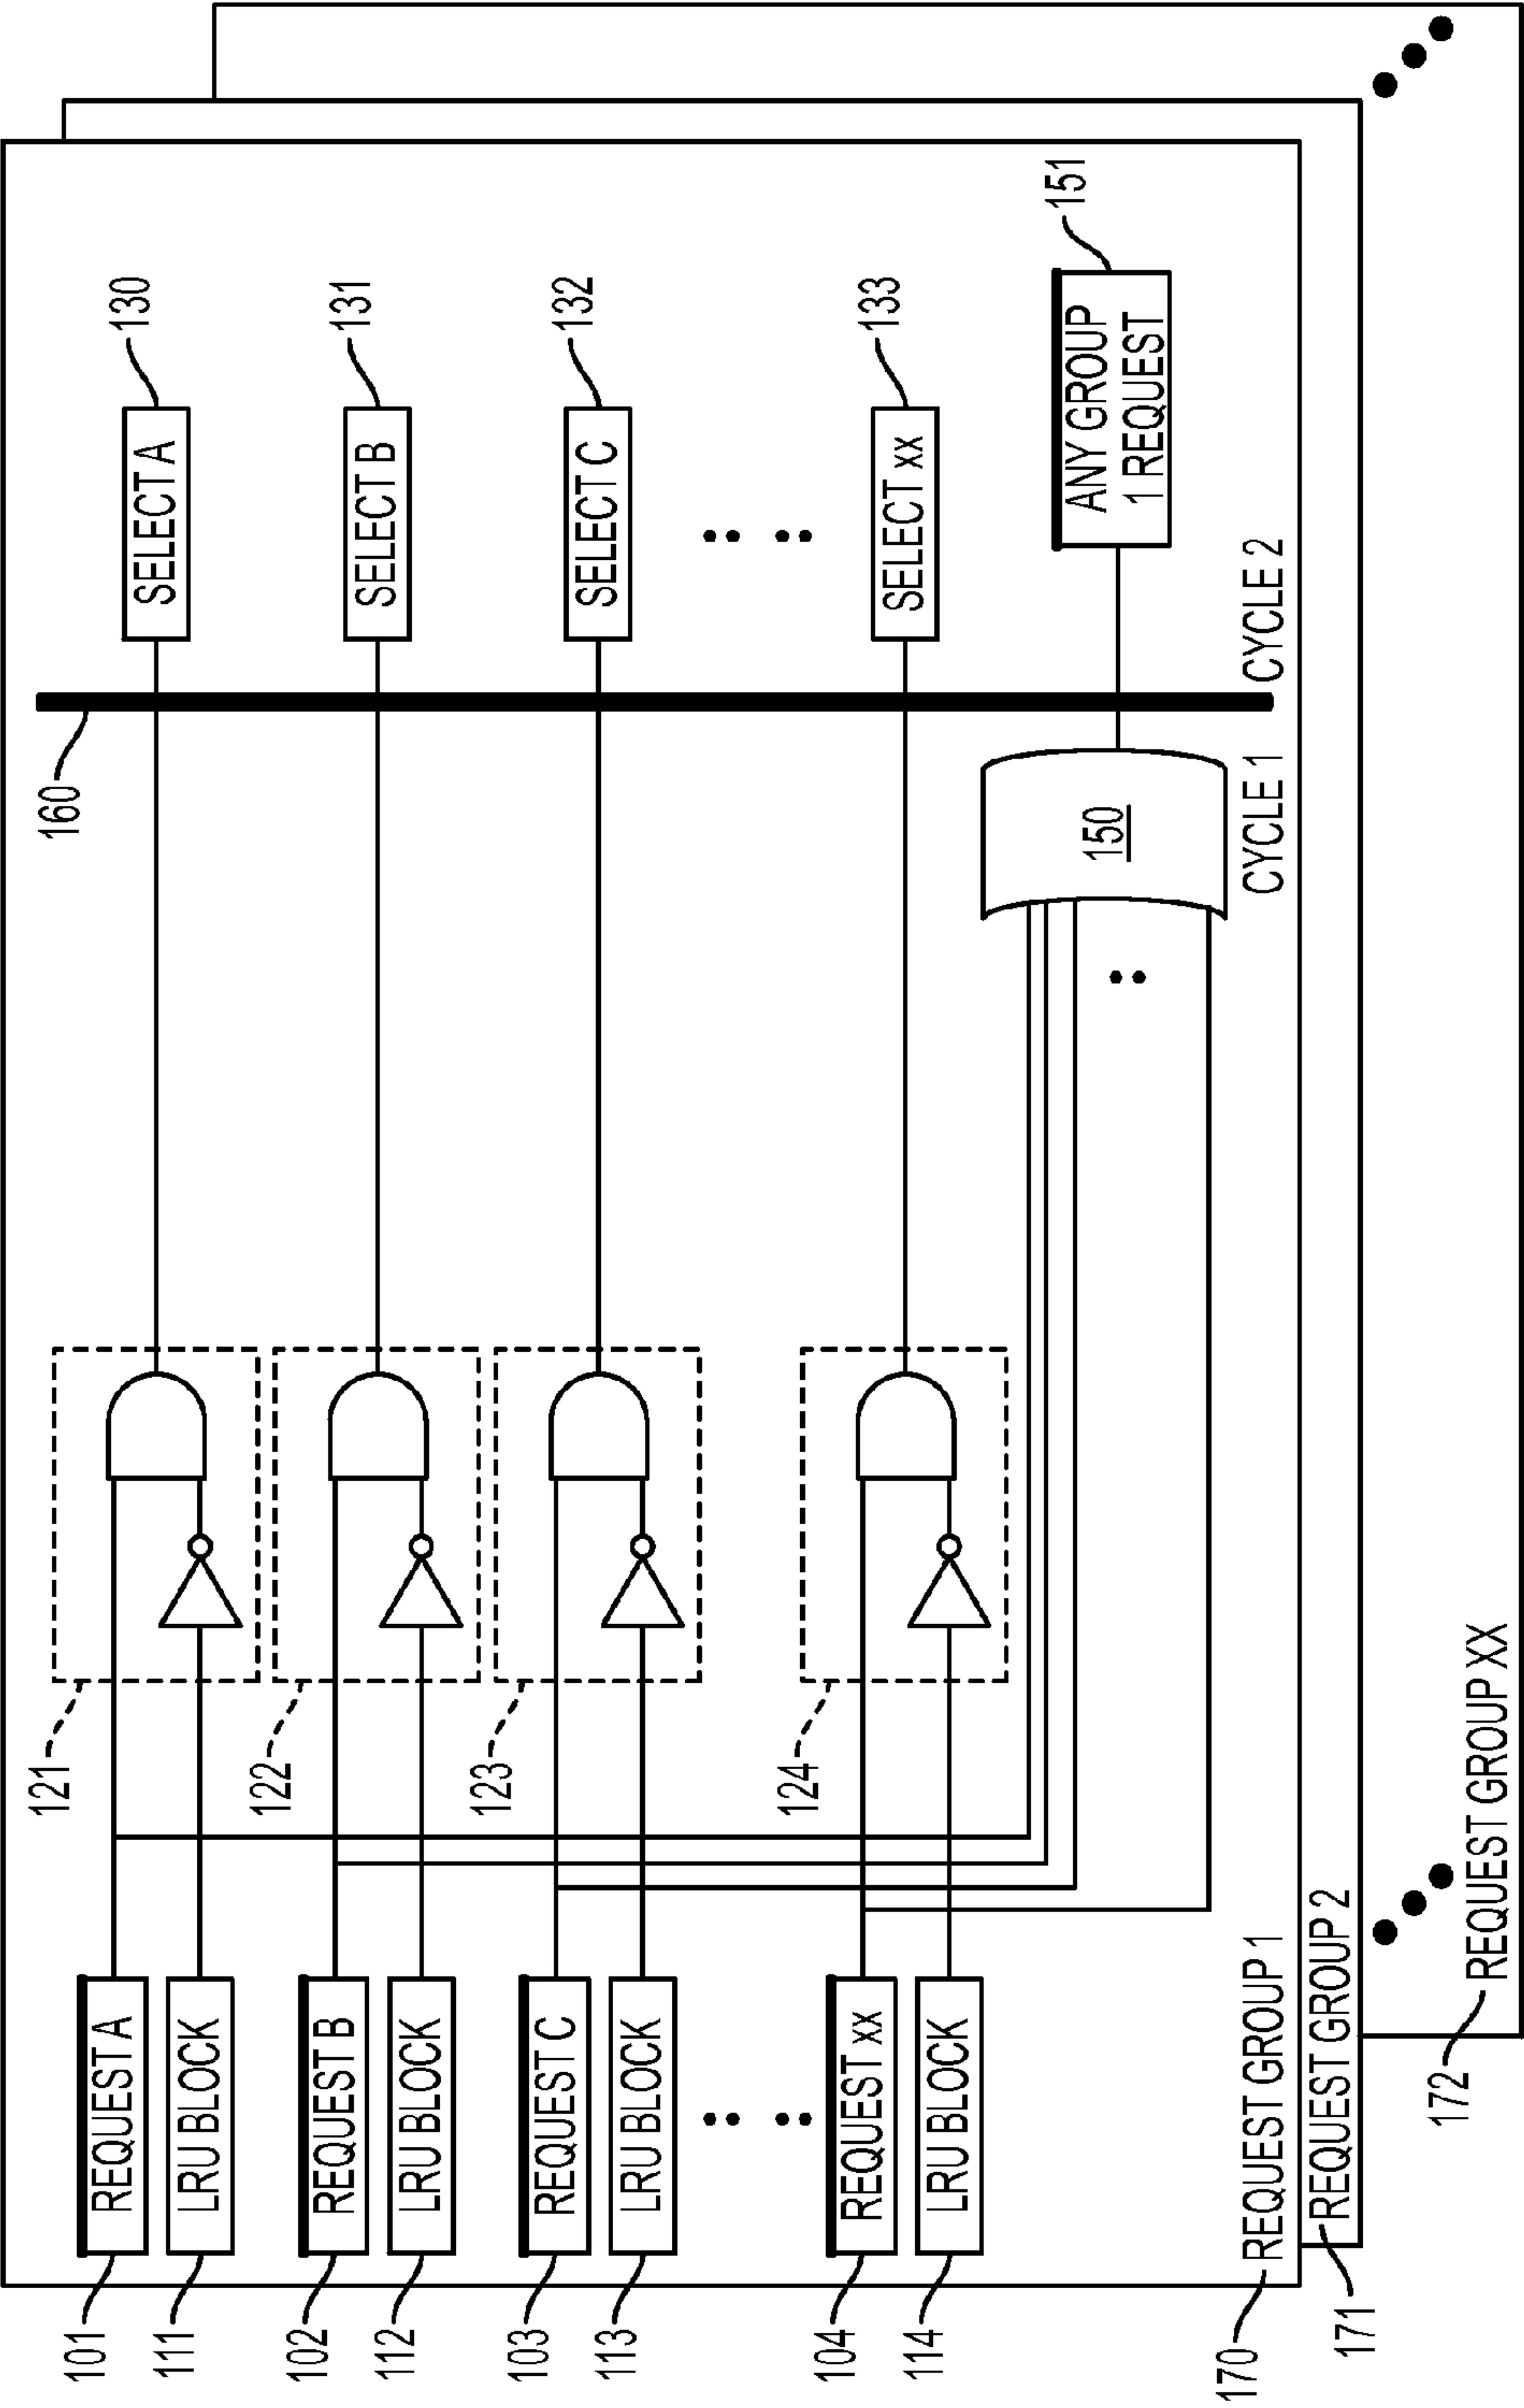 101
REQUEST A
111
LRU BLOCK
121
SELECT A
130
102
REQUEST B
112
LRU BLOCK
122
SELECT B
131
103
REQUEST C
113
LRU BLOCK
123
SELECT C
132
104
REQUEST xx
114
LRU BLOCK
124
SELECT xx
133
160
150
ANY GROUP
1 REQUEST
151
CYCLE 1
CYCLE 2
170
REQUEST GROUP 1
171
REQUEST GROUP 2
172
REQUEST GROUP XX